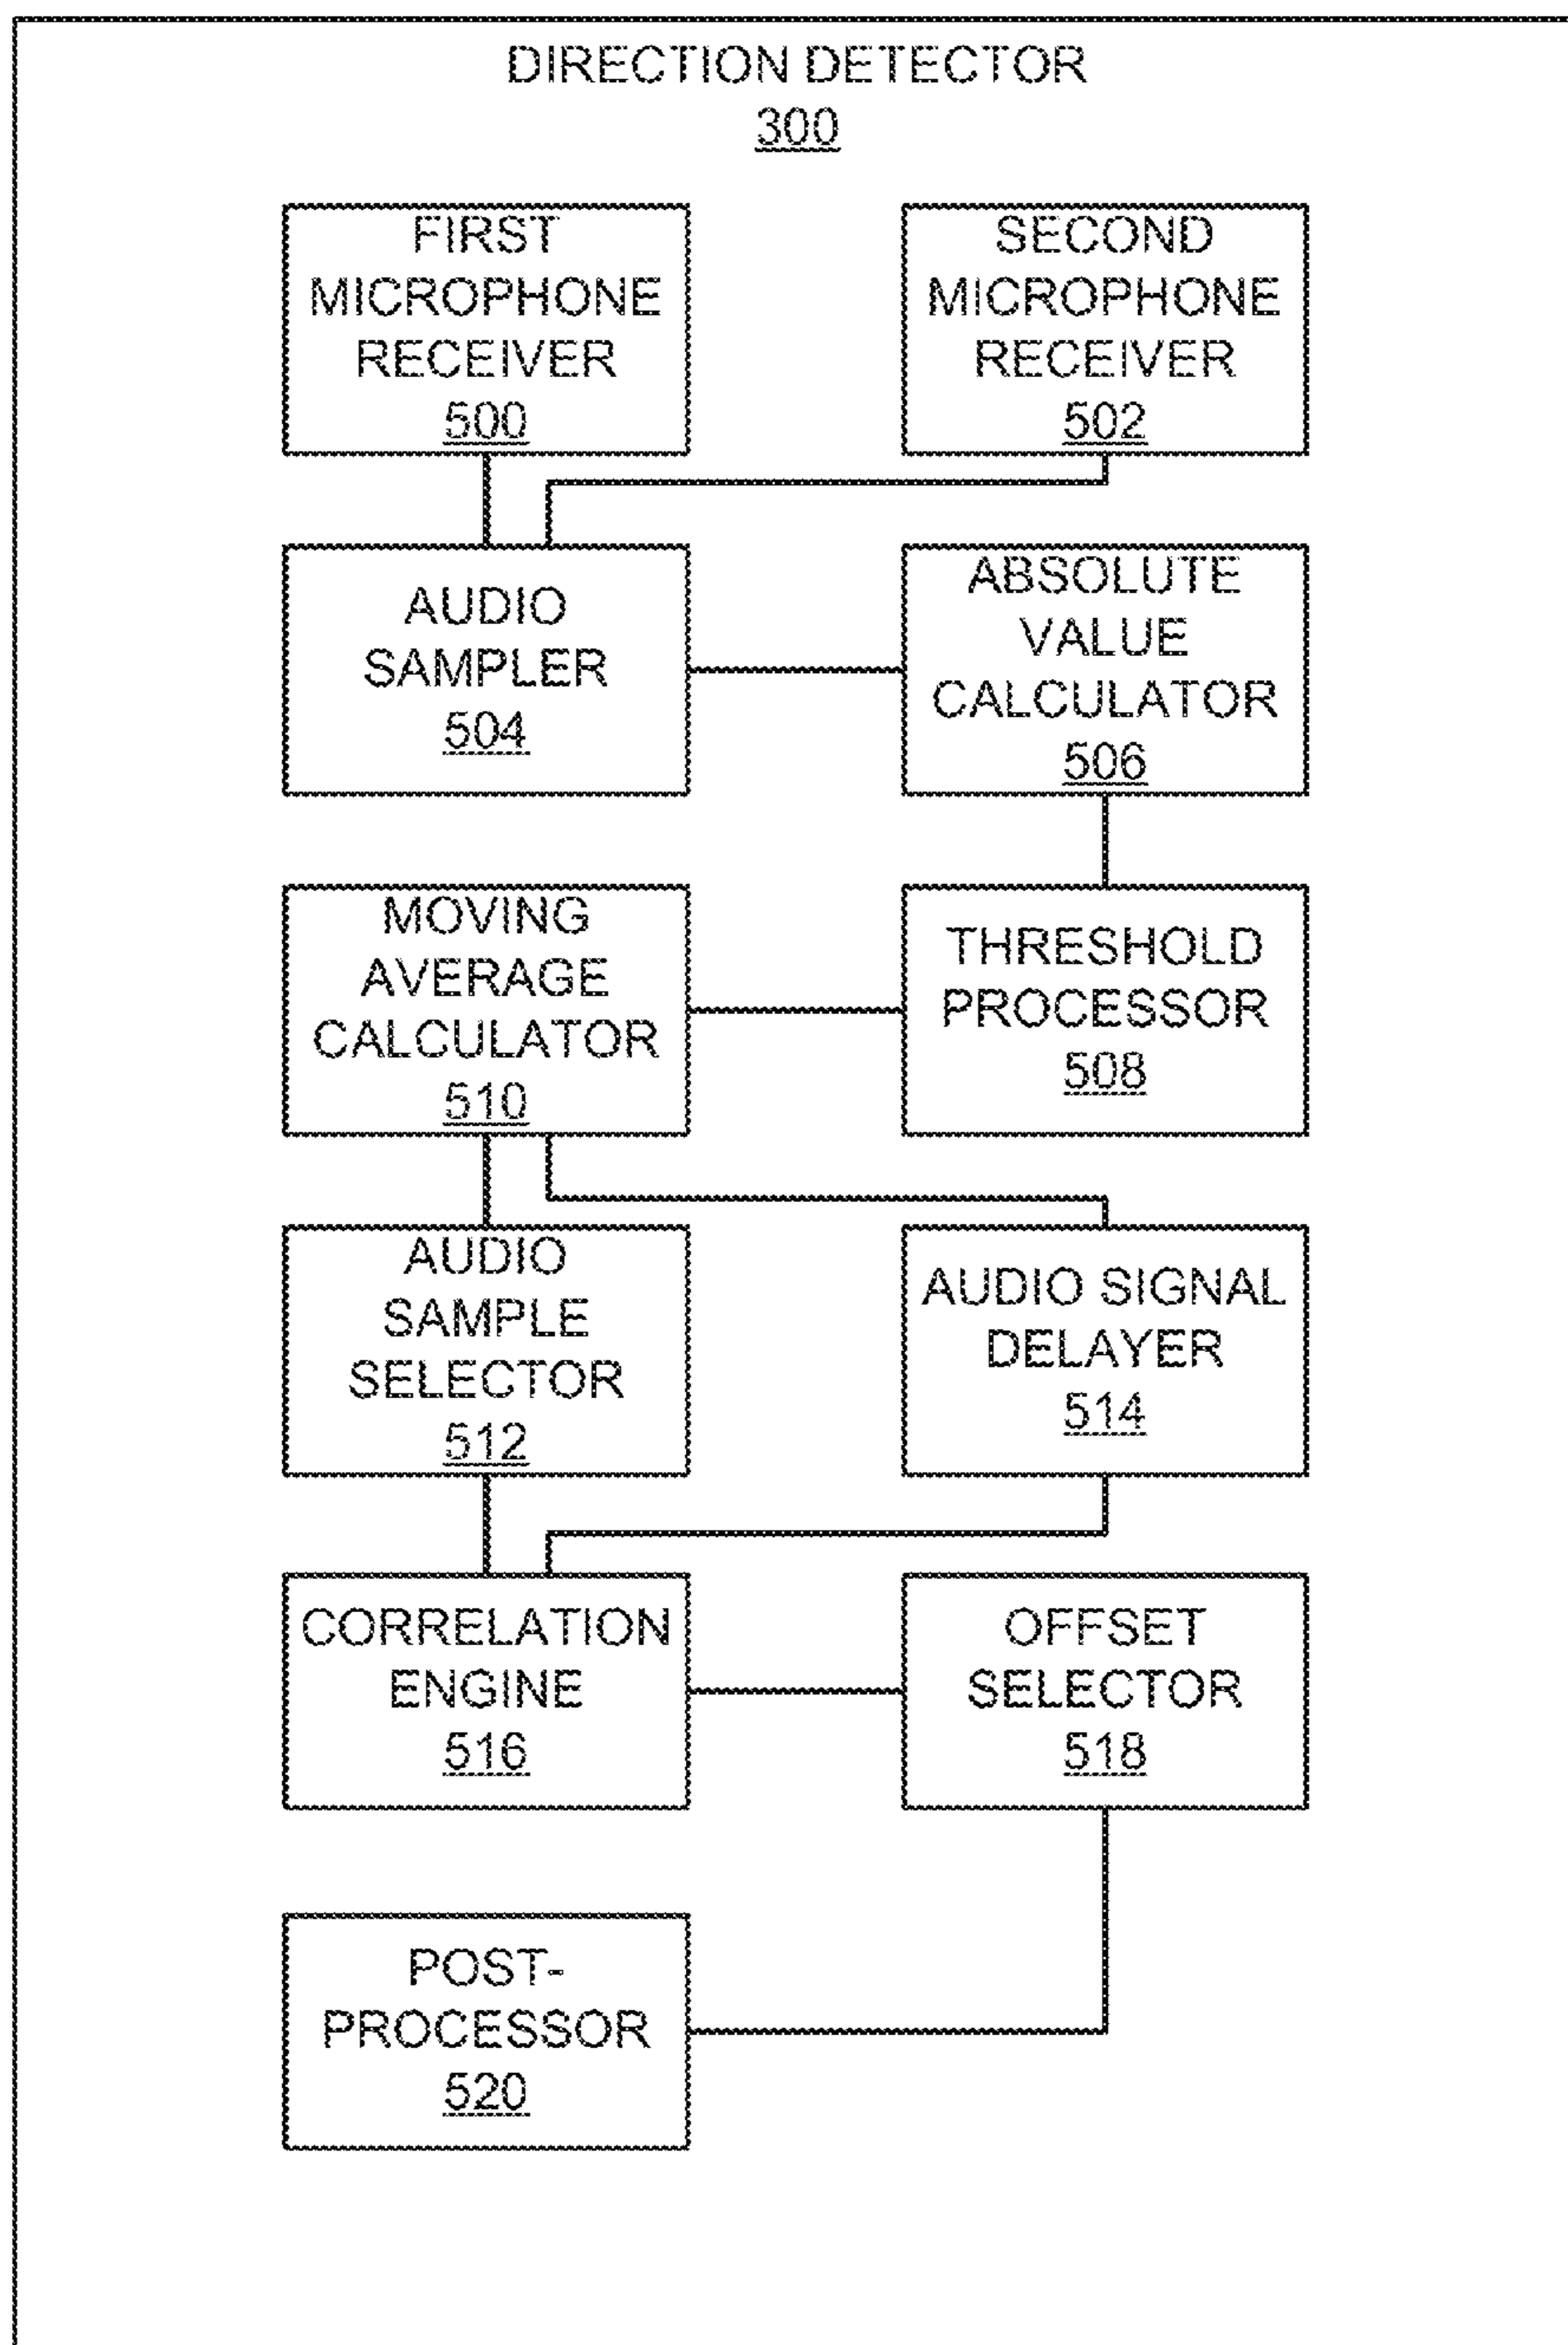 DIRECTION DETECTOR
300
FIRST
MICROPHONE
RECEIVER
500
SECOND
MICROPHONE
RECEIVER
502
AUDIO
SAMPLER
504
ABSOLUTE
VALUE
CALCULATOR
506
MOVING
AVERAGE
CALCULATOR
510
THRESHOLD
PROCESSOR
508
AUDIO
SAMPLE
SELECTOR
512
AUDIO SIGNAL
DELAYER
514
CORRELATION
ENGINE
516
OFFSET
SELECTOR
518
POST-
PROCESSOR
520